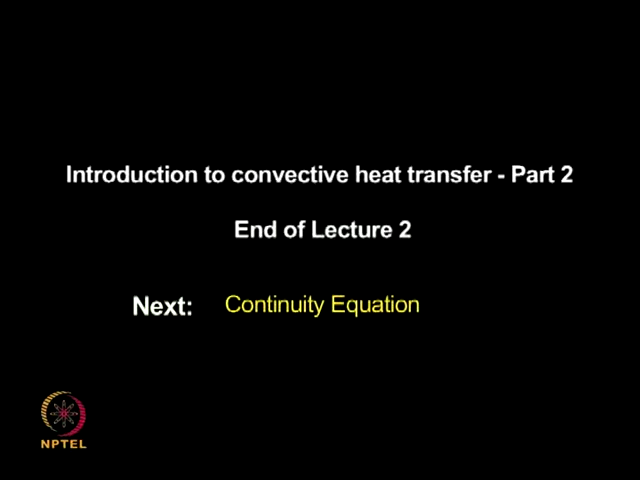 Introduction to convective heat transfer - Part 2
End of Lecture 2
Next: Continuity Equation
NPTEL